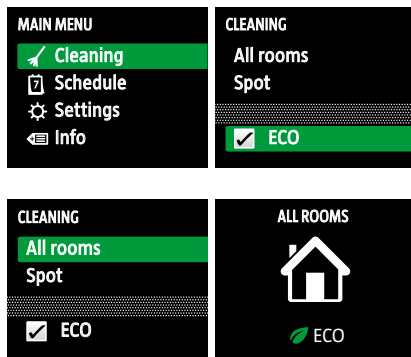 MAIN MENU
Cleaning
7 Schedule
Settings
Info
CLEANING
All rooms
Spot
ECO
CLEANING
All rooms
Spot
ECO
ALL ROOMS
ECO